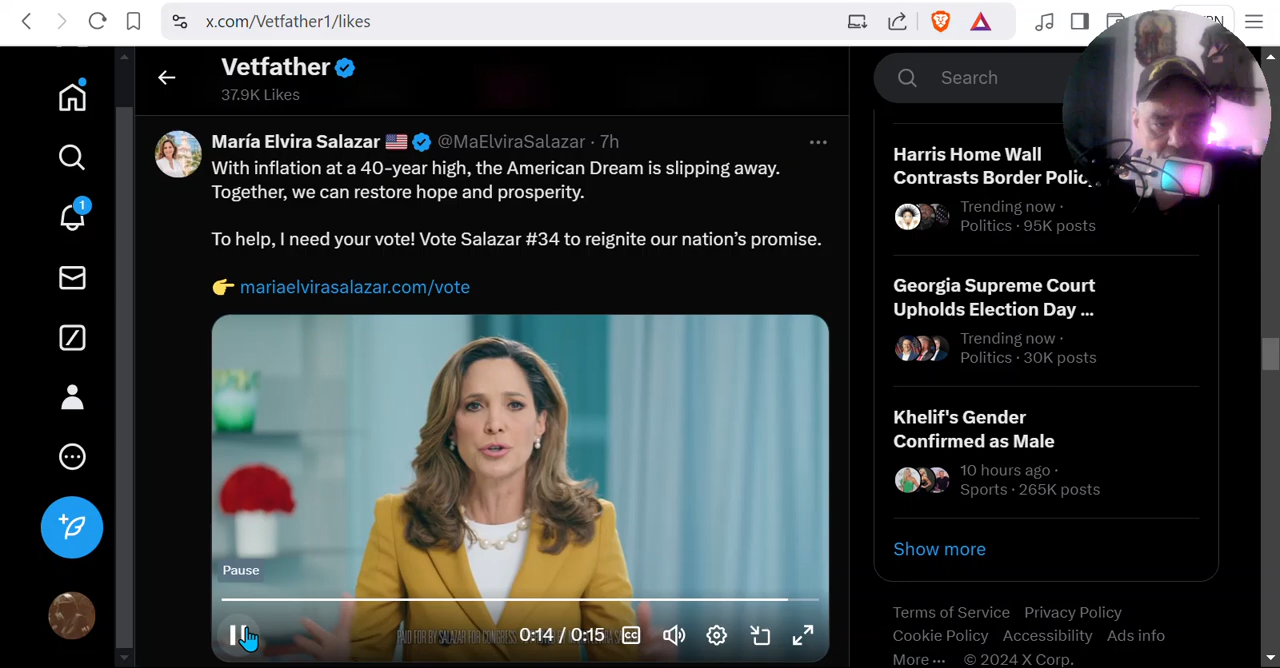 x.com/Vetfather1/likes
Vetfather
37.9K Likes
María Elvira Salazar 🇺🇸 @MaElviraSalazar · 7h
With inflation at a 40-year high, the American Dream is slipping away.
Together, we can restore hope and prosperity.
To help, I need your vote! Vote Salazar #34 to reignite our nation’s promise.
👉 mariaelvirasalazar.com/vote
Pause
PAID FOR BY SALAZAR FOR CONGRESS.
0:14 / 0:15
CC
1
Search
Harris Home Wall
Contrasts Border
Trending now ·
Politics · 95K posts
Georgia Supreme Court
Upholds Election Day ...
Trending now ·
Politics · 30K posts
Khelif's Gender
Confirmed as Male
10 hours ago ·
Sports · 265K posts
Show more
Terms of Service Privacy Policy
Cookie Policy Accessibility Ads info
More ··· © 2024 X Corp.